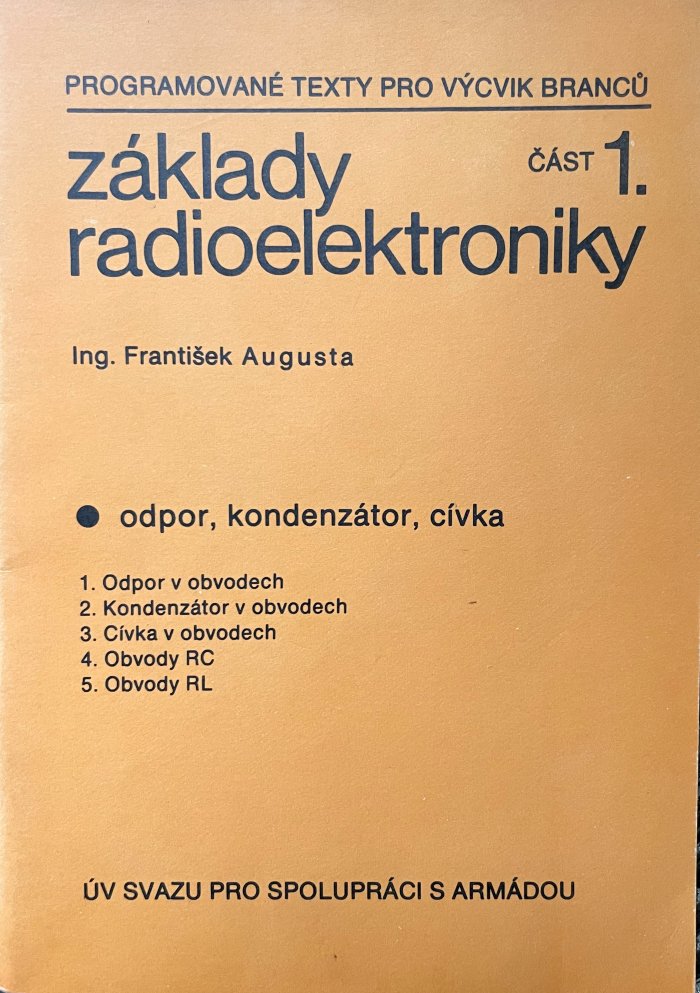 PROGRAMOVANÉ TEXTY PRO VÝCVIK BRANCŮ
základy ČÁST 1.
radioelektroniky
Ing. František Augusta
● odpor, kondenzátor, cívka
1. Odpor v obvodech
2. Kondenzátor v obvodech
3. Cívka v obvodech
4. Obvody RC
5. Obvody RL
ÚV SVAZU PRO SPOLUPRÁCI S ARMÁDOU